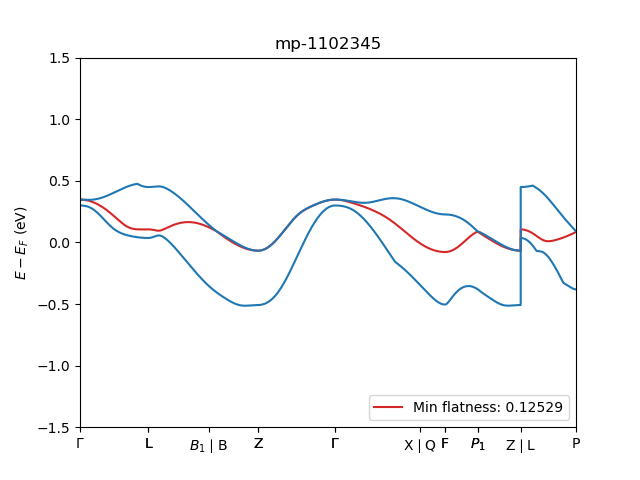 mp-1102345
E − E_F (eV)
1.5
1.0
0.5
0.0
−0.5
−1.0
−1.5
Min flatness: 0.12529
Γ L B₁ | B Z Γ X | Q F P₁ Z | L P